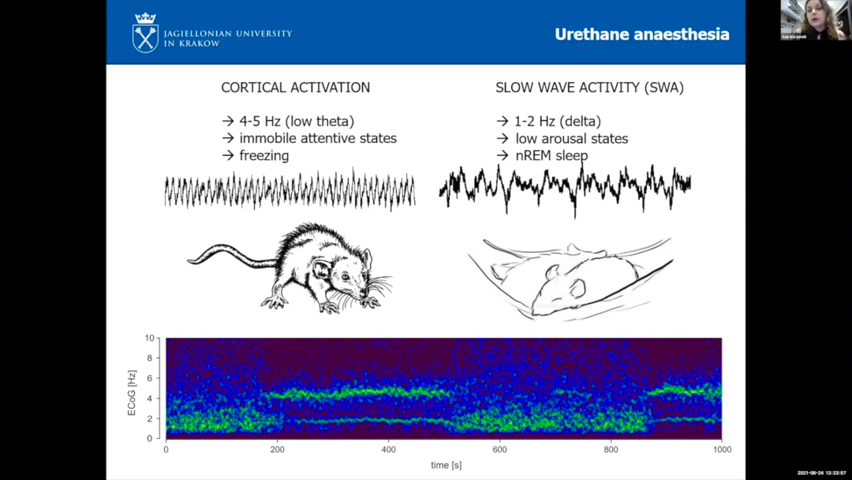 JAGIELLONIAN UNIVERSITY
IN KRAKOW
Urethane anaesthesia
CORTICAL ACTIVATION
→ 4-5 Hz (low theta)
→ immobile attentive states
→ freezing
SLOW WAVE ACTIVITY (SWA)
→ 1-2 Hz (delta)
→ low arousal states
→ nREM sleep
ECoG [Hz]
10
8
6
4
2
0
0 200 400 600 800 1000
time [s]